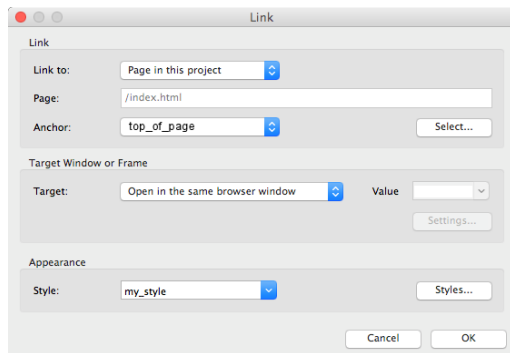 Link
Link
Link to: Page in this project
Page: /index.html
Anchor: top_of_page Select...
Target Window or Frame
Target: Open in the same browser window Value
Settings...
Appearance
Style: my_style Styles...
Cancel OK